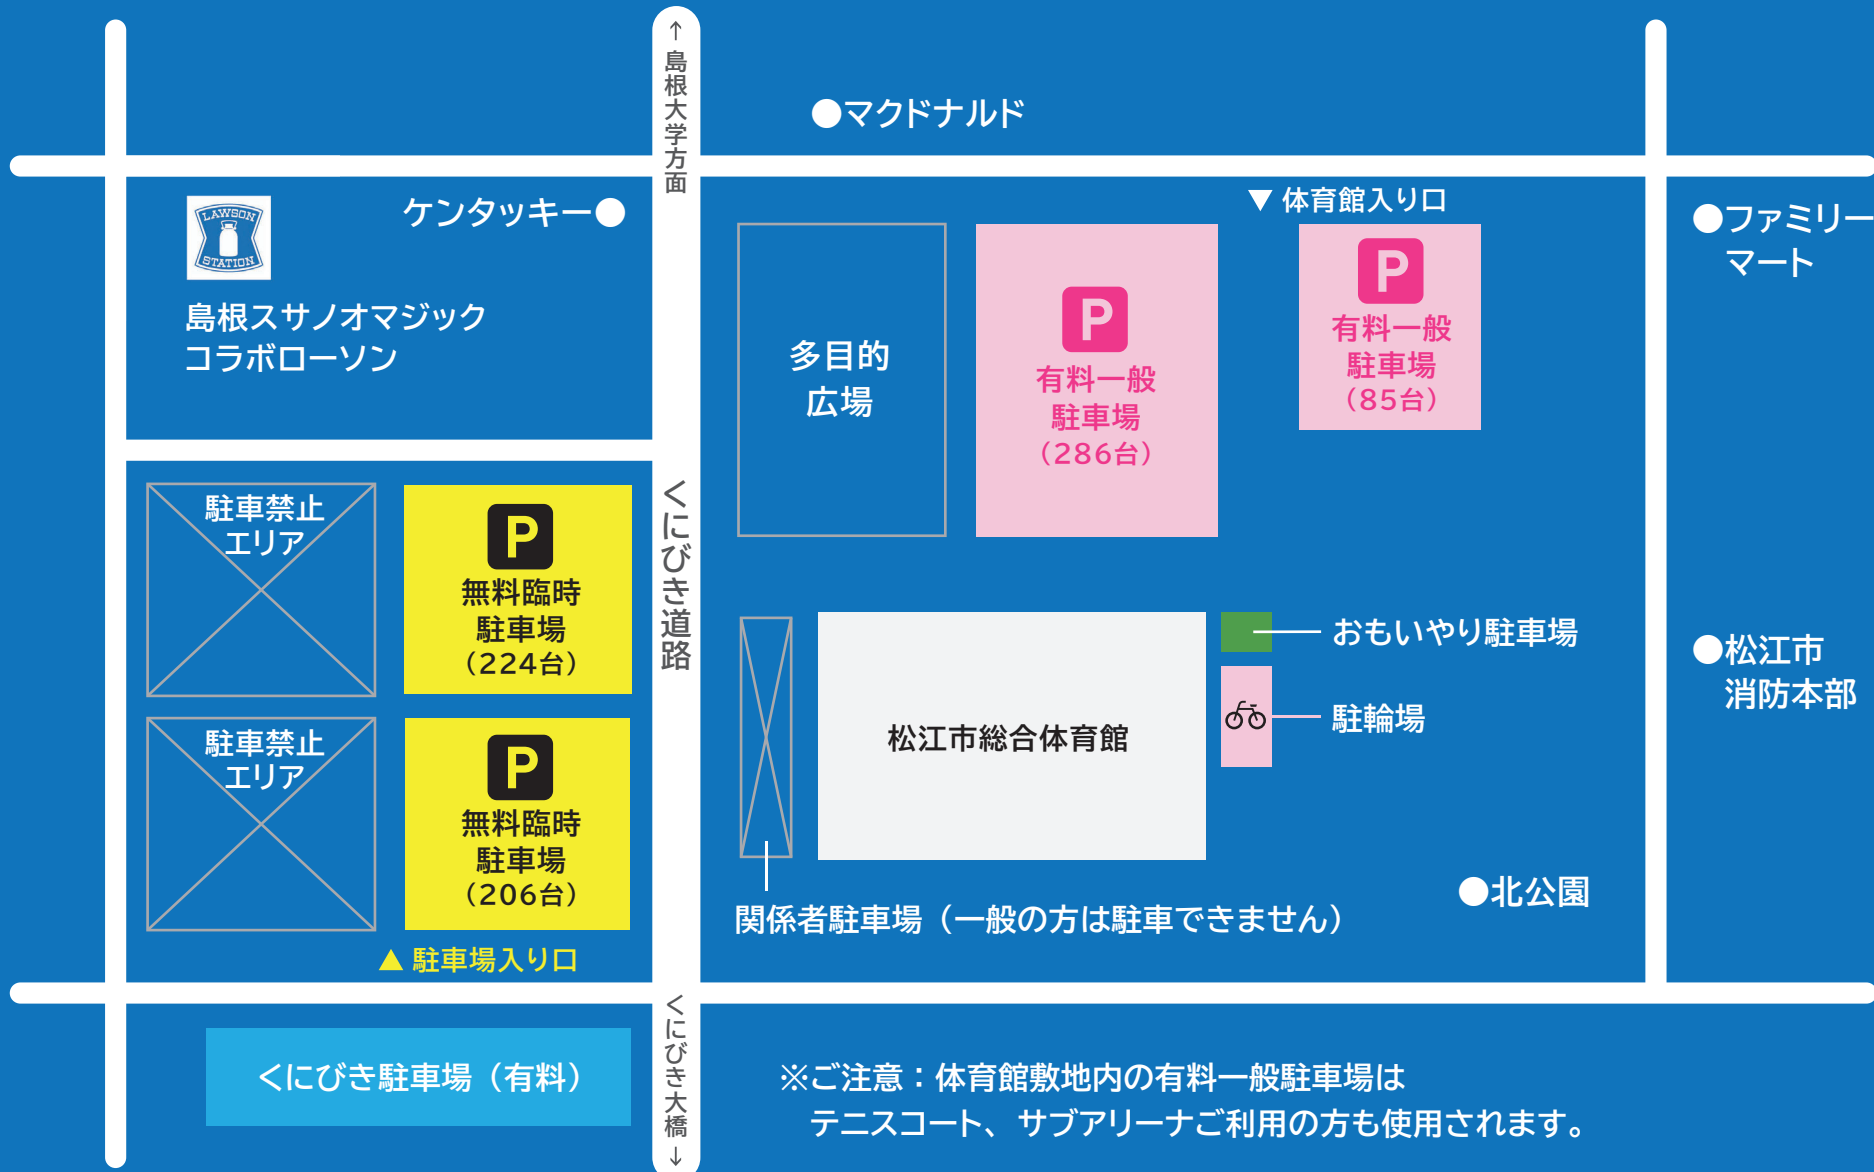 ↑島根大学方面
●マクドナルド
LAWSON
STATION
ケンタッキー●
島根スサノオマジック
コラボローソン
▼ 体育館入り口
●ファミリー
マート
多目的
広場
P
有料一般
駐車場
（286台）
P
有料一般
駐車場
（85台）
駐車禁止
エリア
P
無料臨時
駐車場
（224台）
くにびき道路
駐車禁止
エリア
P
無料臨時
駐車場
（206台）
▲ 駐車場入り口
おもいやり駐車場
駐輪場
松江市総合体育館
●松江市
消防本部
関係者駐車場（一般の方は駐車できません）
●北公園
くにびき大橋↓
くにびき駐車場（有料）
※ご注意：体育館敷地内の有料一般駐車場は
テニスコート、サブアリーナご利用の方も使用されます。